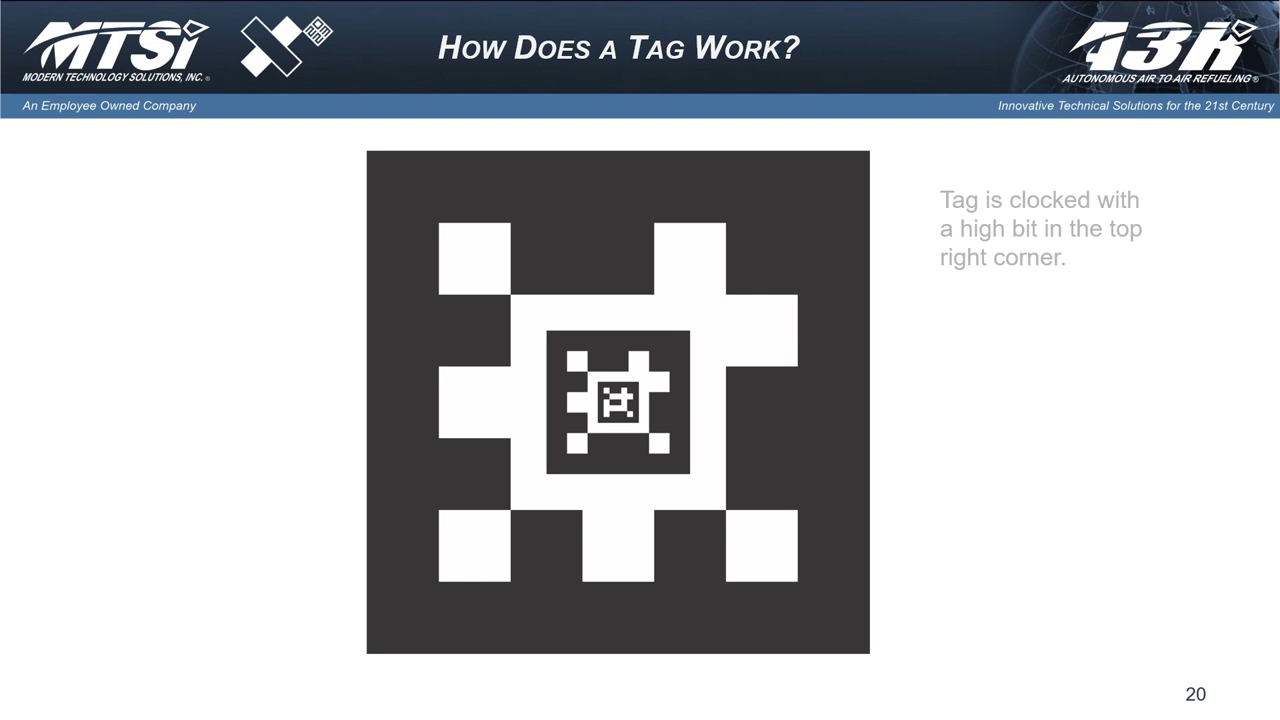 MTSi
MODERN TECHNOLOGY SOLUTIONS, INC.®
HOW DOES A TAG WORK?
A3R
AUTONOMOUS AIR TO AIR REFUELING®
An Employee Owned Company
Innovative Technical Solutions for the 21st Century
Tag is clocked with
a high bit in the top
right corner.
20